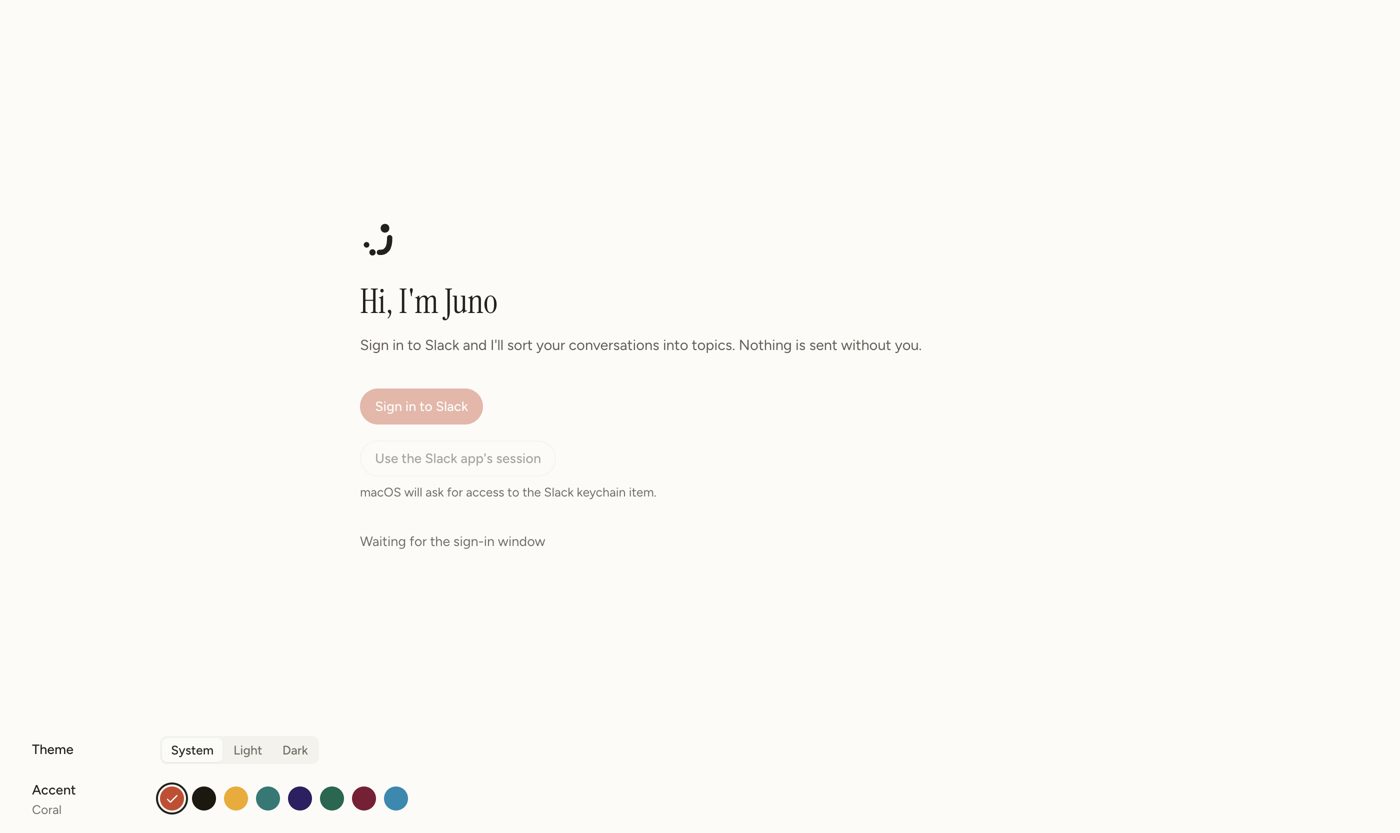 Hi, I'm Juno
Sign in to Slack and I'll sort your conversations into topics. Nothing is sent without you.
Sign in to Slack
Use the Slack app's session
macOS will ask for access to the Slack keychain item.
Waiting for the sign-in window
Theme
System Light Dark
Accent
Coral